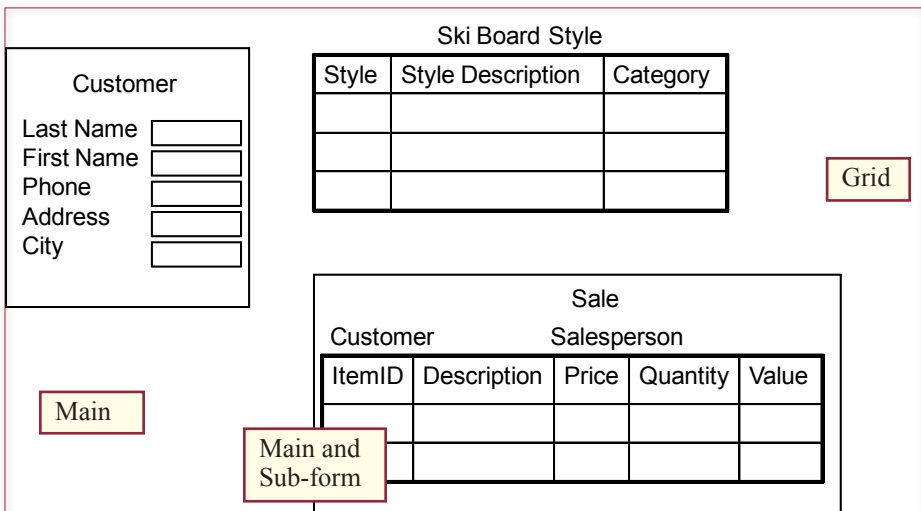 Customer
Last Name
First Name
Phone
Address
City
Main
Ski Board Style
Style Style Description Category
Grid
Sale
Customer Salesperson
ItemID Description Price Quantity Value
Main and
Sub-form